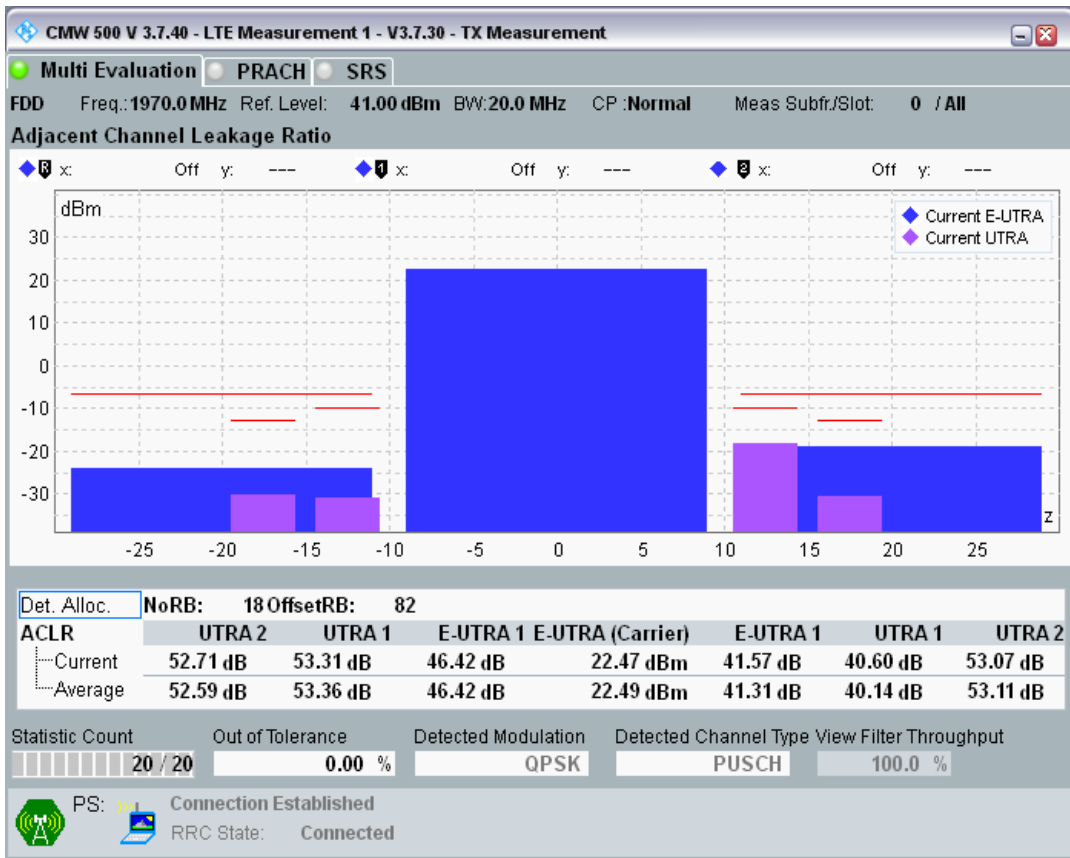 CMW 500 V 3.7.40 - LTE Measurement 1 - V3.7.30 - TX Measurement
Multi Evaluation PRACH SRS
FDD Freq.:1970.0 MHz Ref. Level: 41.00 dBm BW:20.0 MHz CP :Normal Meas Subfr./Slot: 0 / All
Adjacent Channel Leakage Ratio
R x: Off y: --- 1 x: Off y: --- 2 x: Off y: ---
dBm
Current E-UTRA
Current UTRA
30
20
10
0
-10
-20
-30
z
-25 -20 -15 -10 -5 0 5 10 15 20 25
Det. Alloc. NoRB: 18 OffsetRB: 82
ACLR UTRA 2 UTRA 1 E-UTRA 1 E-UTRA (Carrier) E-UTRA 1 UTRA 1 UTRA 2
Current 52.71 dB 53.31 dB 46.42 dB 22.47 dBm 41.57 dB 40.60 dB 53.07 dB
Average 52.59 dB 53.36 dB 46.42 dB 22.49 dBm 41.31 dB 40.14 dB 53.11 dB
Statistic Count Out of Tolerance Detected Modulation Detected Channel Type View Filter Throughput
20 / 20 0.00 % QPSK PUSCH 100.0 %
PS: Connection Established
RRC State: Connected